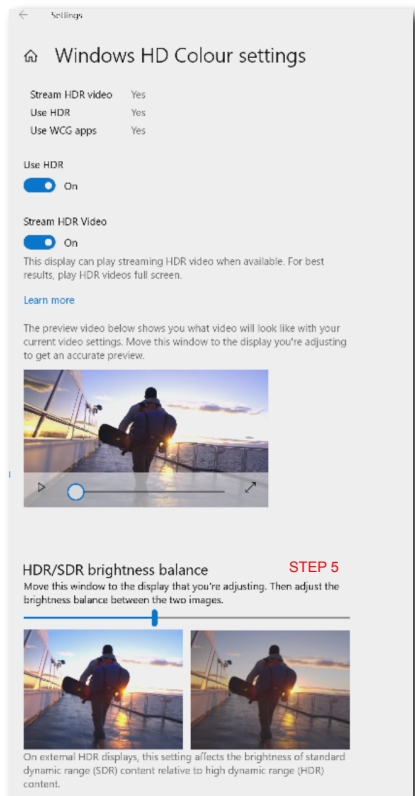 Settings
Windows HD Colour settings
Stream HDR video Yes
Use HDR Yes
Use WCG apps Yes
Use HDR
On
Stream HDR Video
On
This display can play streaming HDR video when available. For best
results, play HDR videos full screen.
Learn more
The preview video below shows you what video will look like with your
current video settings. Move this window to the display you're adjusting
to get an accurate preview.
HDR/SDR brightness balance STEP 5
Move this window to the display that you're adjusting. Then adjust the
brightness balance between the two images.
On external HDR displays, this setting affects the brightness of standard
dynamic range (SDR) content relative to high dynamic range (HDR)
content.